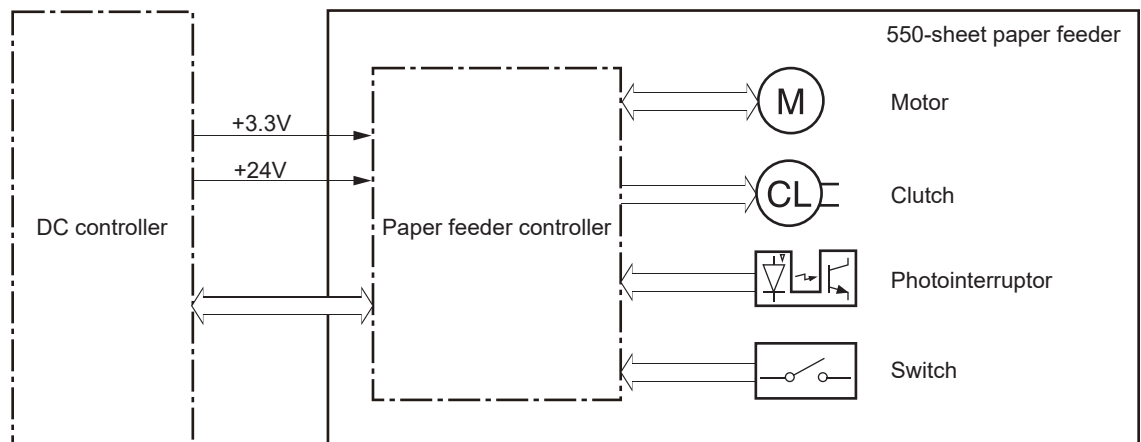 550-sheet paper feeder
M
Motor
+3.3V
+24V
CL
Clutch
DC controller
Paper feeder controller
Photointerruptor
Switch